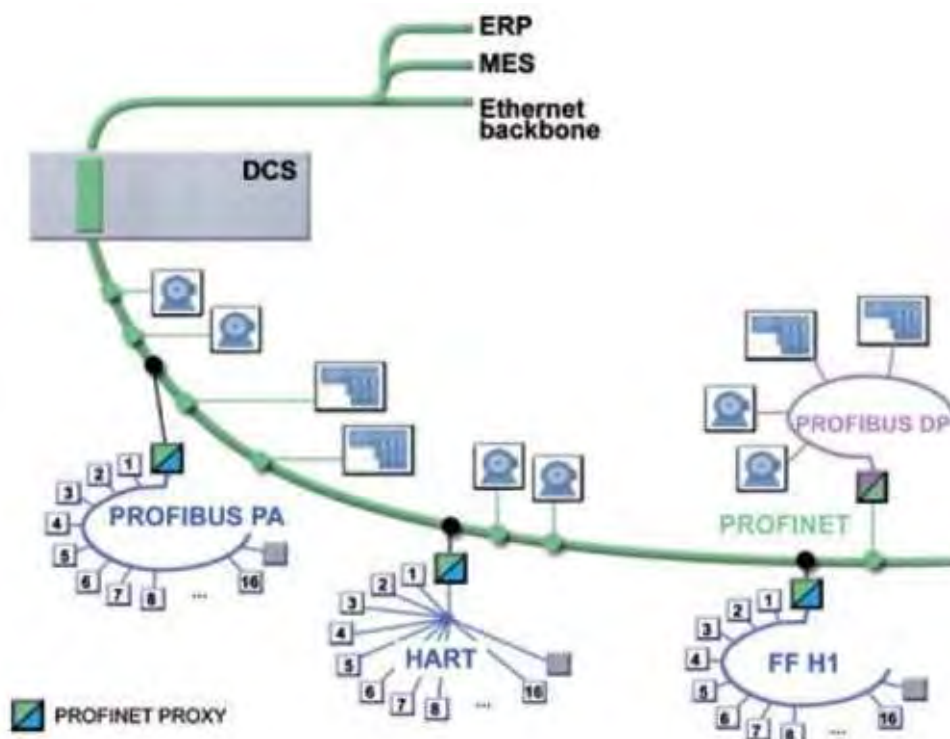 ERP
MES
Ethernet
backbone
DCS
PROFIBUS DP
PROFINET
1
2
3
4
5
6
7
8
...
16
PROFIBUS PA
1
2
3
4
5
6
7
8
...
16
HART
1
2
3
4
5
6
7
8
...
16
FF H1
PROFINET PROXY